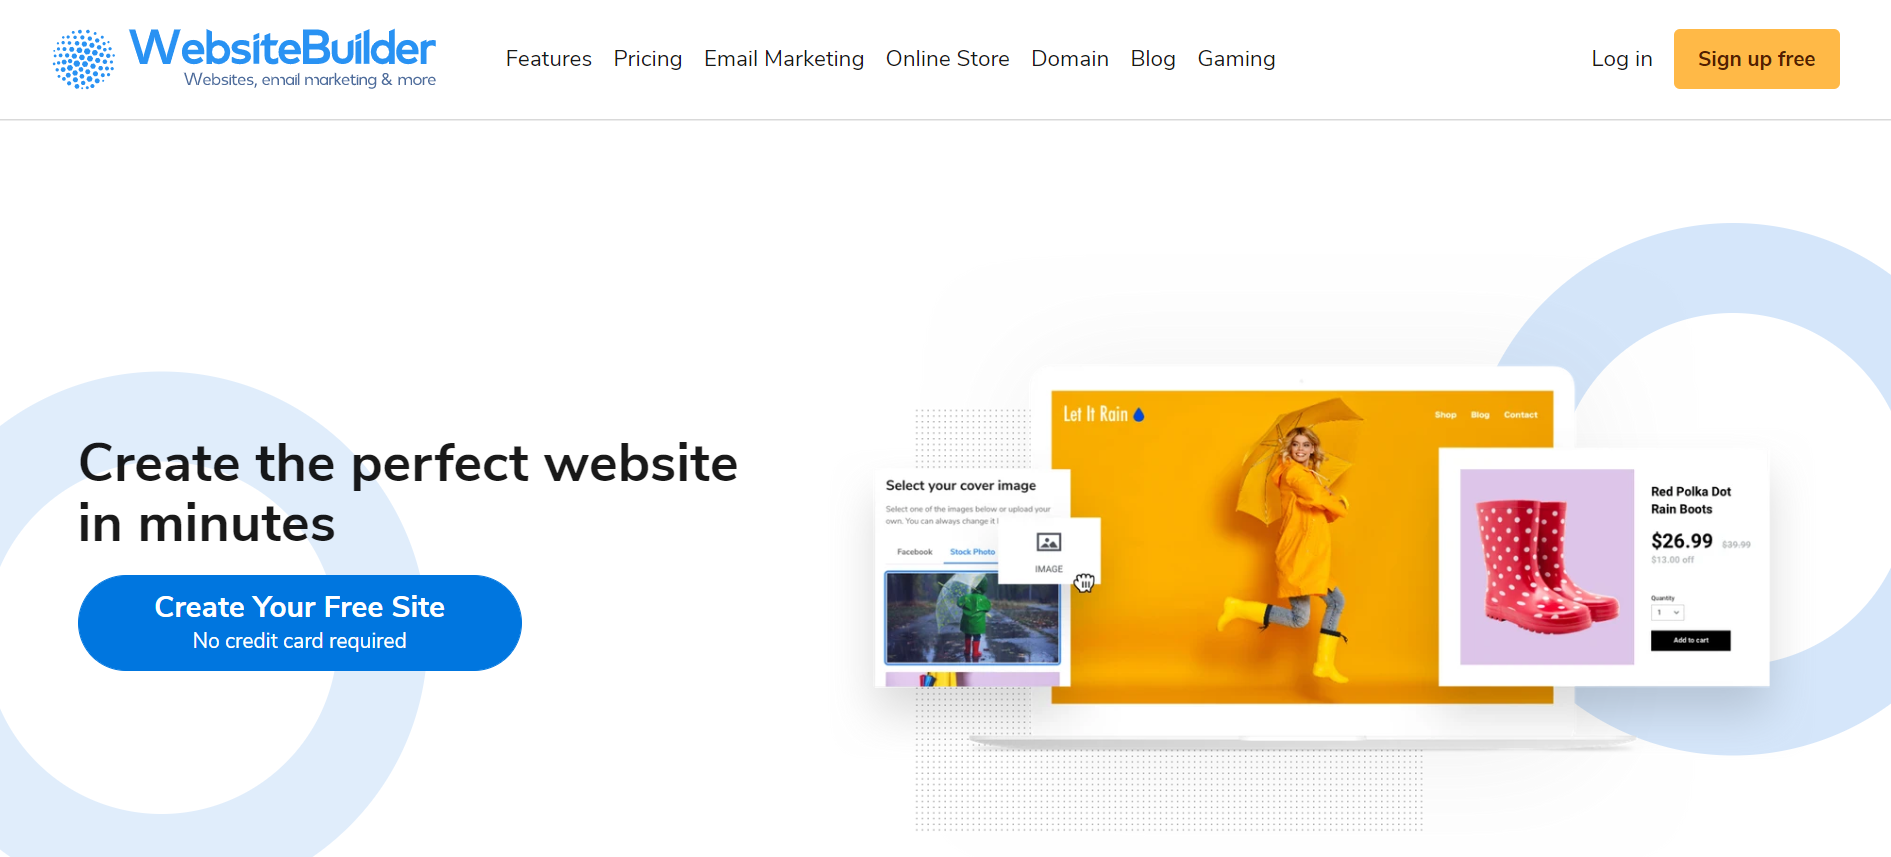 WebsiteBuilder
Websites, email marketing & more
Features Pricing Email Marketing Online Store Domain Blog Gaming
Log in
Sign up free
Create the perfect website
in minutes
Create Your Free Site
No credit card required
Let It Rain
Shop Blog Contact
Select your cover image
Select one of the images below or upload your
own. You can always change it
Facebook Stock Photo
IMAGE
Red Polka Dot
Rain Boots
$26.99 $39.99
$13.00 off
Quantity
1
Add to cart